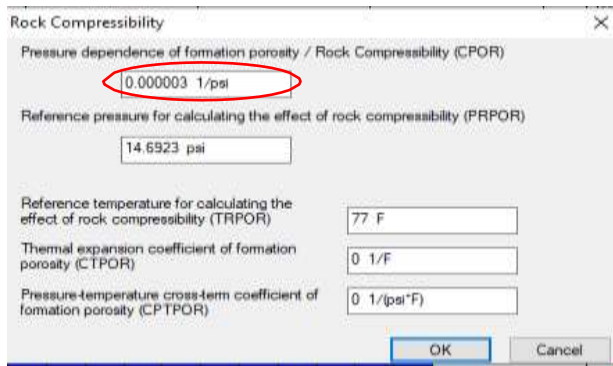 Rock Compressibility
Pressure dependence of formation porosity / Rock Compressibility (CPOR)
0.000003 1/psi
Reference pressure for calculating the effect of rock compressibility (PRPOR)
14.6923 psi
Reference temperature for calculating the
effect of rock compressibility (TRPOR)
77 F
Thermal expansion coefficient of formation
porosity (CTPOR)
0 1/F
Pressure-temperature cross-term coefficient of
formation porosity (CPTPOR)
0 1/(psi*F)
OK
Cancel